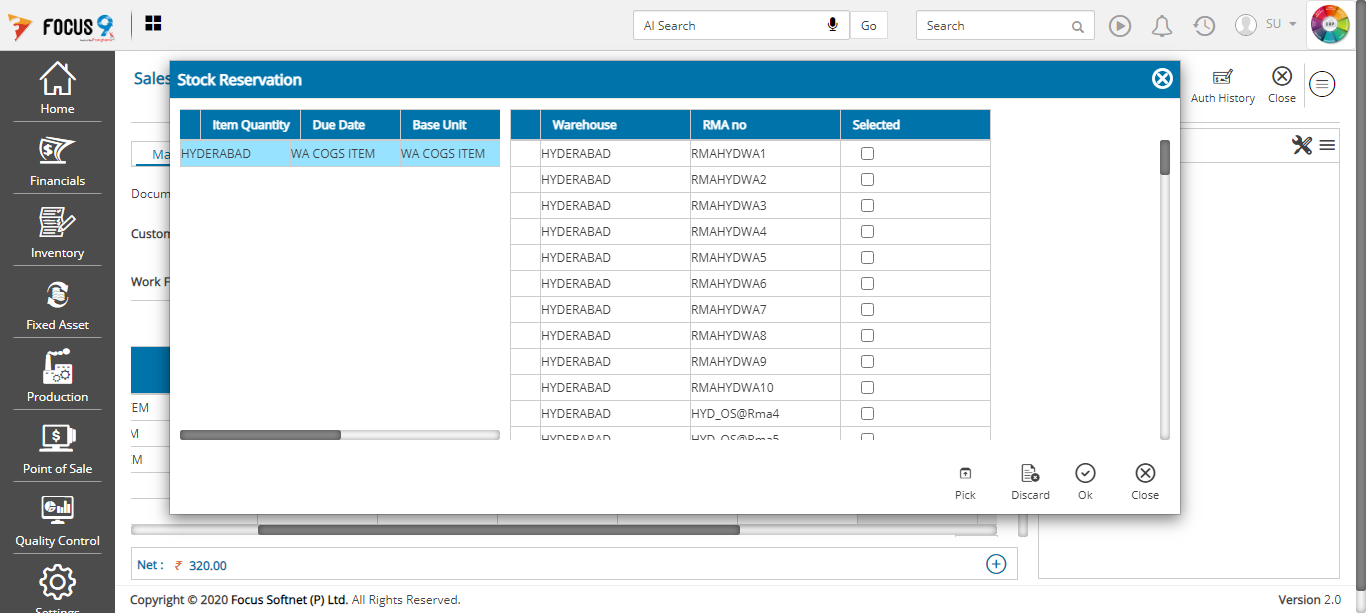 FOCUS 9
AI Search
Go
Search
SU
ERP
Home
Financials
Inventory
Fixed Asset
Production
Point of Sale
Quality Control
Settings
Sales
Auth History
Close
Ma
Docum
Custom
Work F
EM
M
M
Stock Reservation
Item Quantity Due Date Base Unit
HYDERABAD WA COGS ITEM WA COGS ITEM
Warehouse RMA no Selected
HYDERABAD RMAHYDWA1
HYDERABAD RMAHYDWA2
HYDERABAD RMAHYDWA3
HYDERABAD RMAHYDWA4
HYDERABAD RMAHYDWA5
HYDERABAD RMAHYDWA6
HYDERABAD RMAHYDWA7
HYDERABAD RMAHYDWA8
HYDERABAD RMAHYDWA9
HYDERABAD RMAHYDWA10
HYDERABAD HYD_OS@Rma4
HYDERABAD HYD_OS@Rma5
Pick
Discard
Ok
Close
Net : ₹ 320.00
Copyright © 2020 Focus Softnet (P) Ltd. All Rights Reserved.
Version 2.0